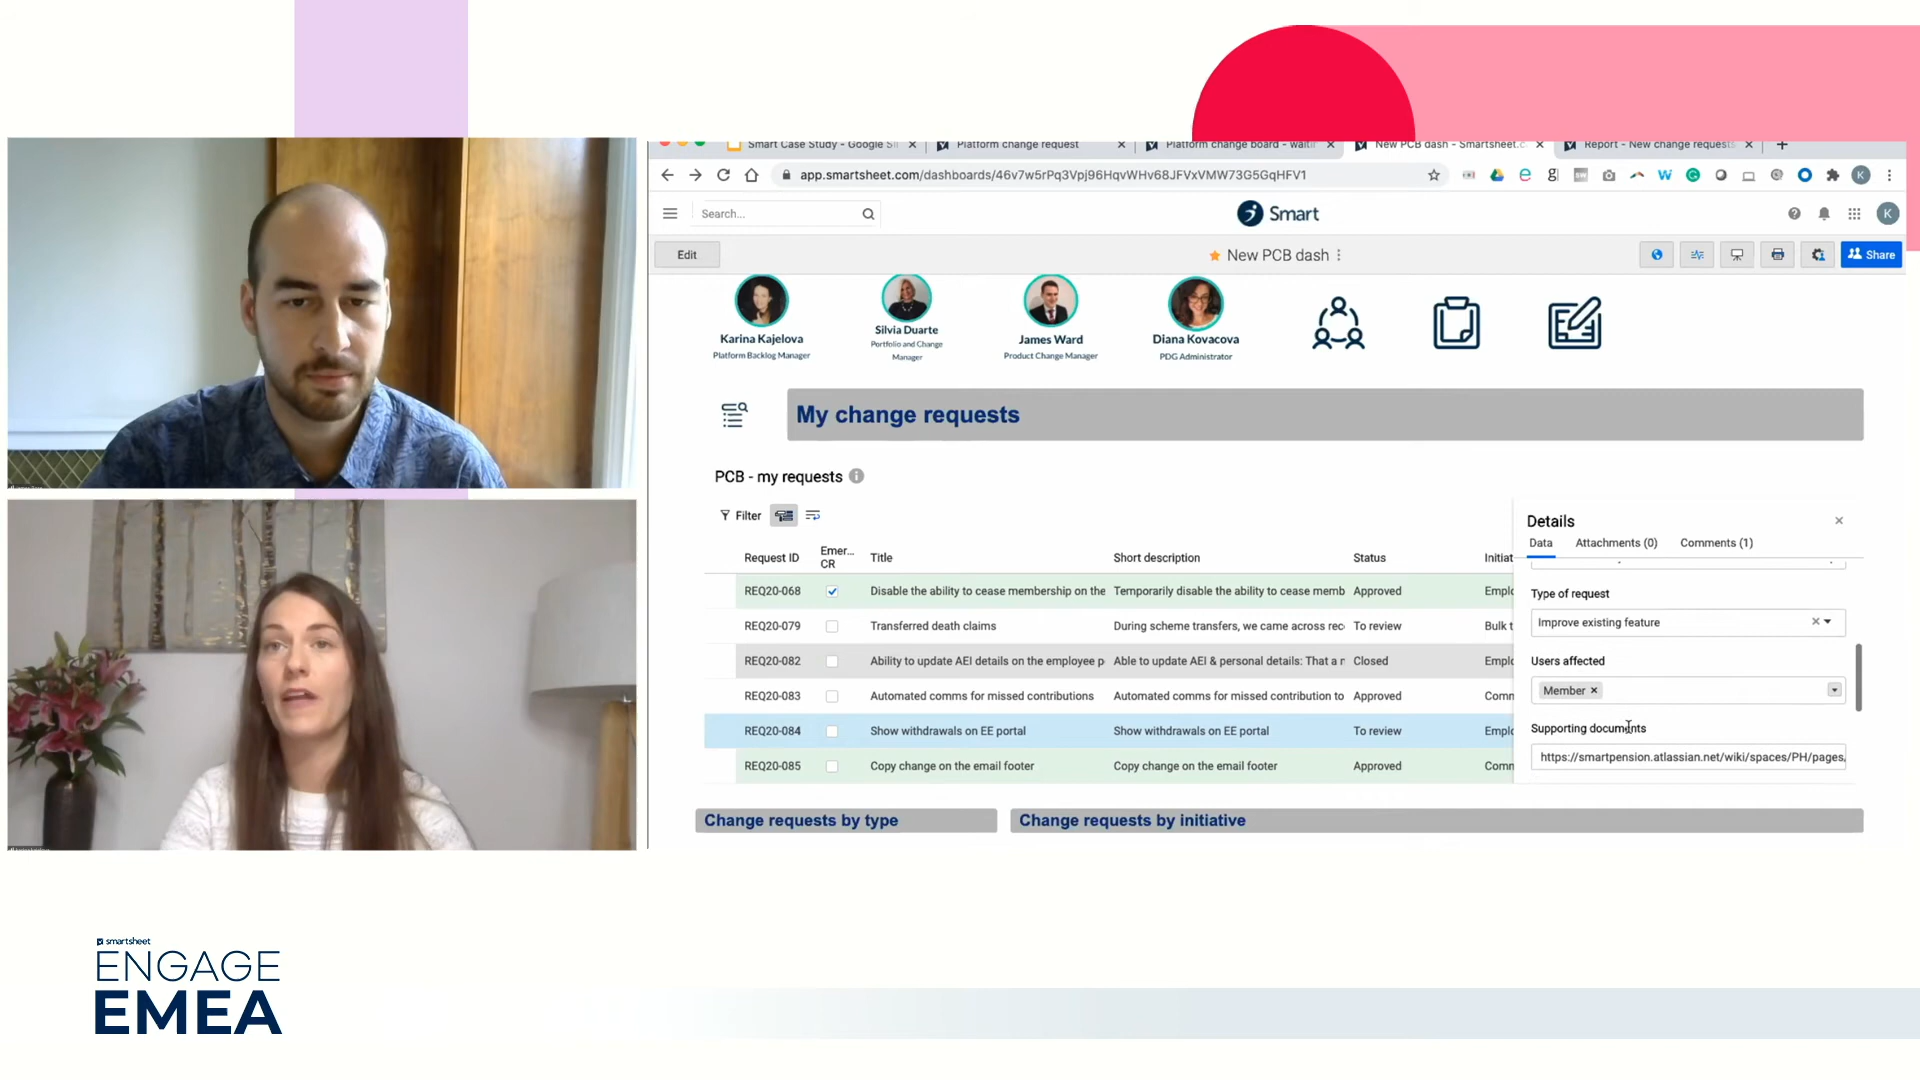 Smart Case Study - Google Sli
Platform change request
Platform change board - waitin
New PCB dash - Smartsheet.c
Report - New change requests
app.smartsheet.com/dashboards/46v7w5rPq3Vpj96HqvWHv68JFVxVMW73G5GqHFV1
Search...
Smart
K
Edit
New PCB dash
Share
Karina Kajelova
Platform Backlog Manager
Silvia Duarte
Portfolio and Change
Manager
James Ward
Product Change Manager
Diana Kovacova
PDG Administrator
My change requests
PCB - my requests
Filter
Request ID Emer... CR Title Short description Status Initiat
REQ20-068 Disable the ability to cease membership on the Temporarily disable the ability to cease memb Approved Emplo
REQ20-079 Transferred death claims During scheme transfers, we came across rec To review Bulk t
REQ20-082 Ability to update AEI details on the employee p Able to update AEI & personal details: That a r Closed Emplo
REQ20-083 Automated comms for missed contributions Automated comms for missed contribution to Approved Comn
REQ20-084 Show withdrawals on EE portal Show withdrawals on EE portal To review Emplo
REQ20-085 Copy change on the email footer Copy change on the email footer Approved Comn
Details
Data Attachments (0) Comments (1)
Type of request
Improve existing feature
Users affected
Member
Supporting documents
https://smartpension.atlassian.net/wiki/spaces/PH/pages/
Change requests by type
Change requests by initiative
smartsheet
ENGAGE
EMEA